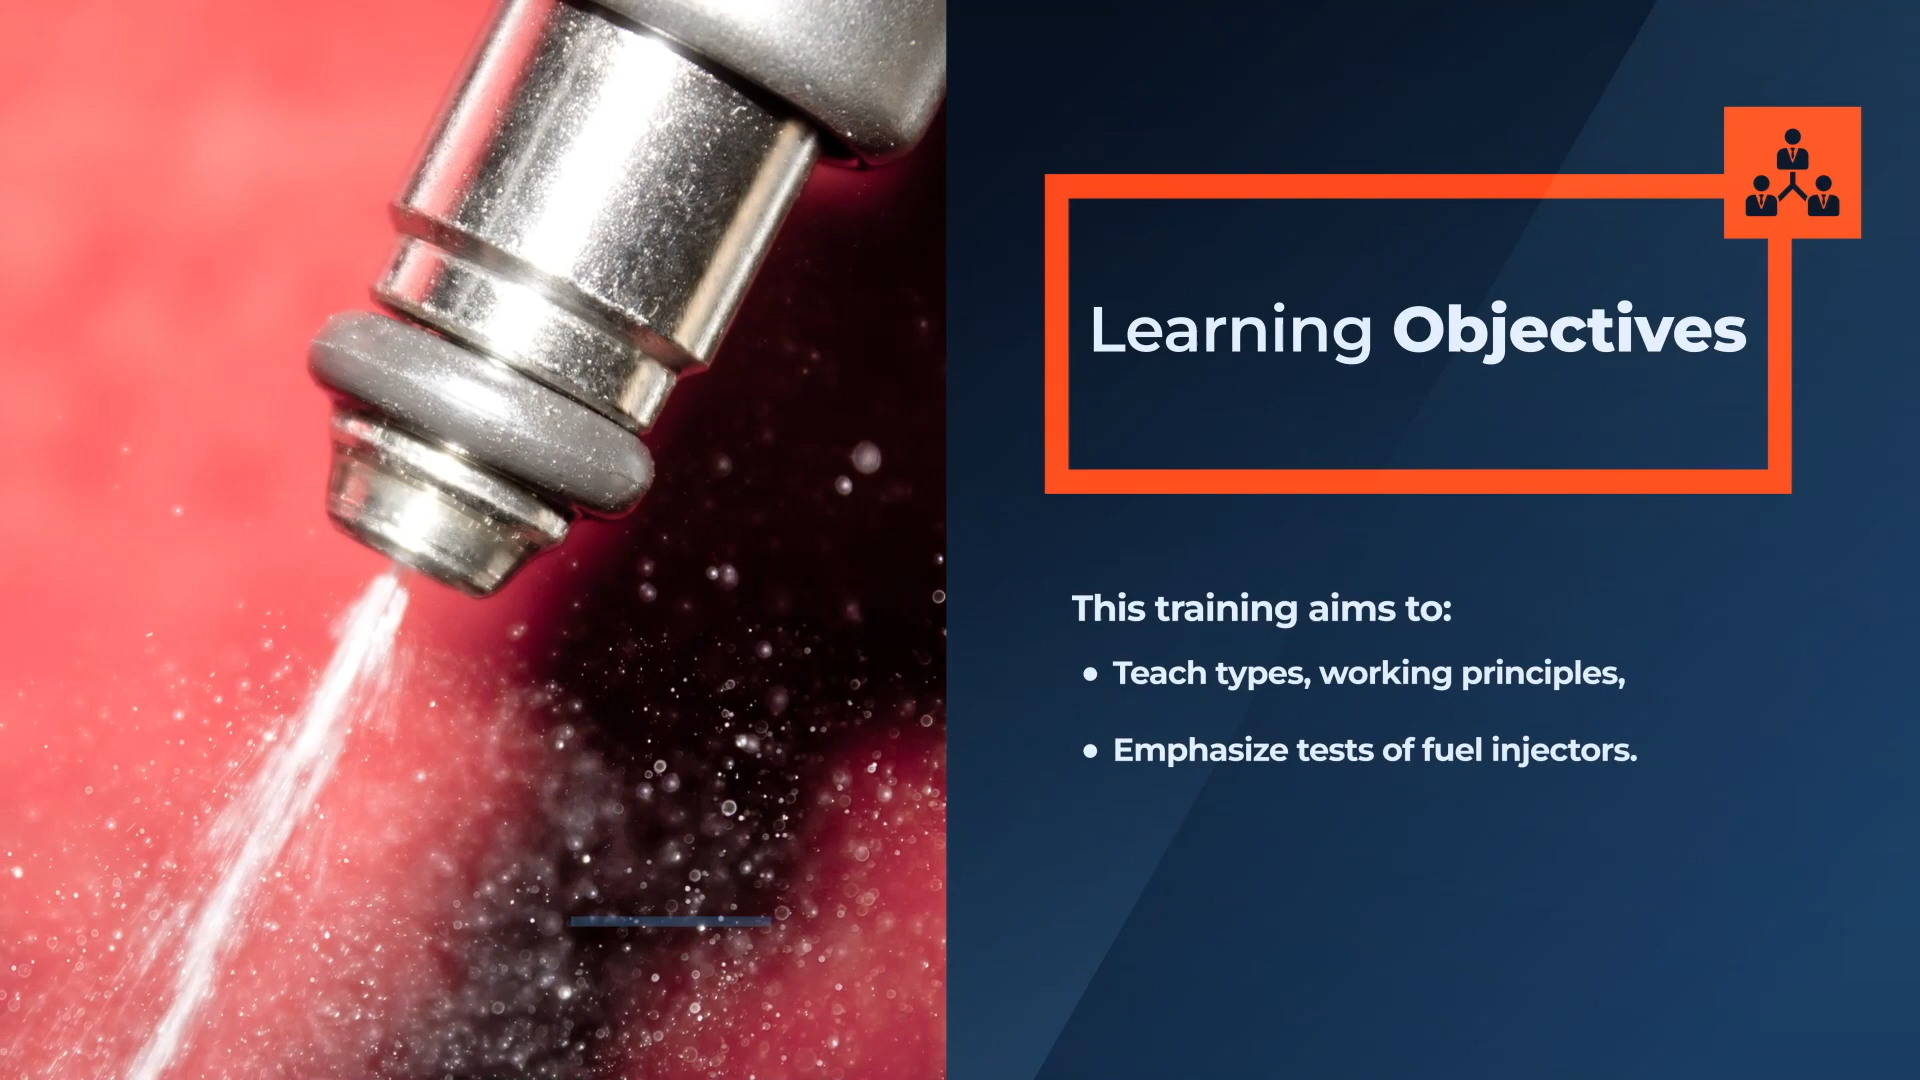 Learning Objectives
This training aims to:
• Teach types, working principles,
• Emphasize tests of fuel injectors.